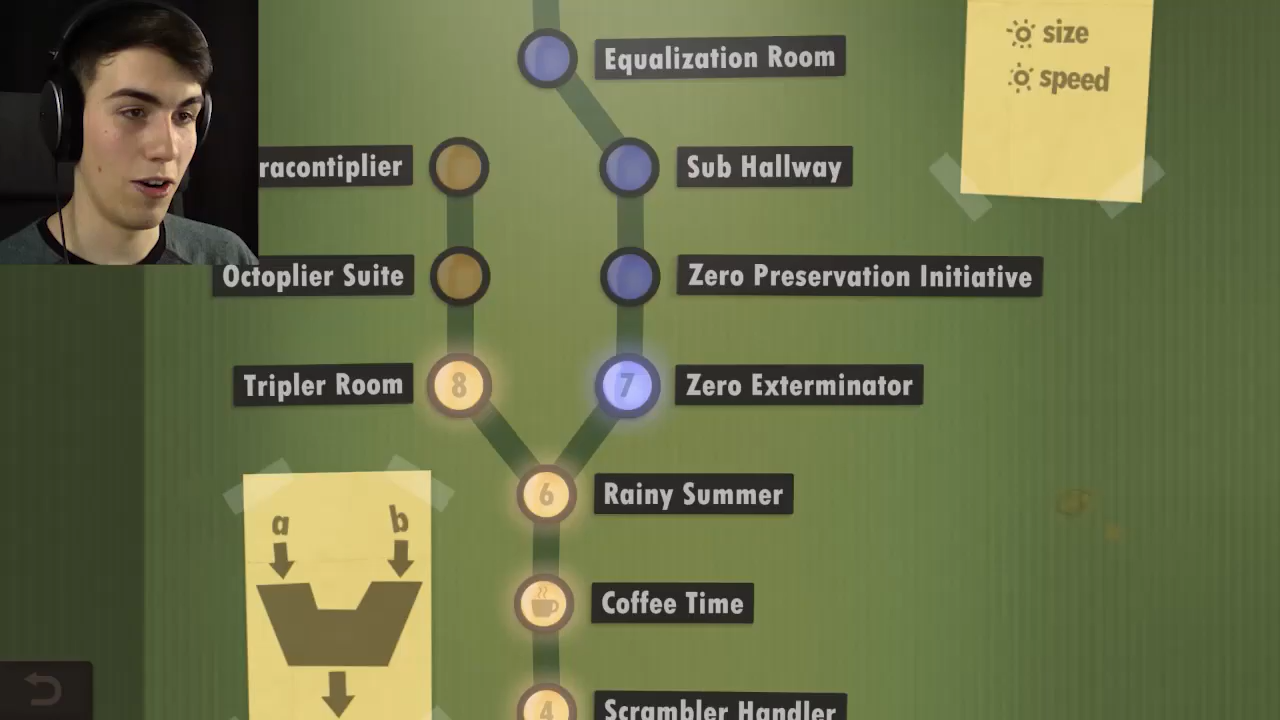 Equalization Room
size
speed
racontiplier
Sub Hallway
Octoplier Suite
Zero Preservation Initiative
Tripler Room
8
7
Zero Exterminator
6
Rainy Summer
a
b
Coffee Time
4
Scrambler Handler